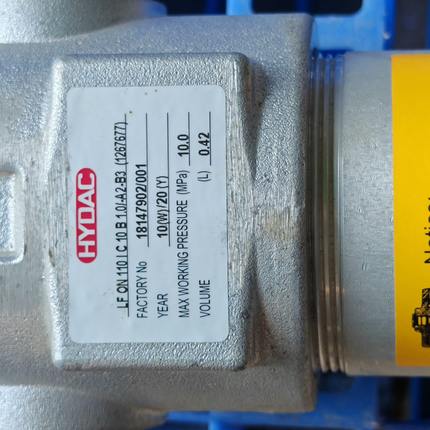 HYDAC
LF ON 110 I C 10 B 1.0/-A2-B3 (1267677)
FACTORY No 18147902/001
YEAR 10(W)/20 (Y)
MAX WORKING PRESSURE (MPa) 10.0
VOLUME (L) 0.42
Notice: